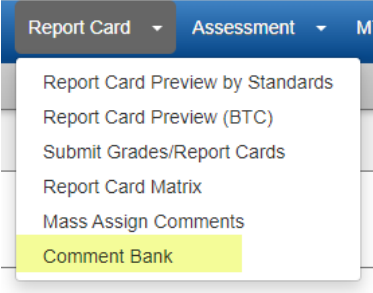 Report Card Assessment M
Report Card Preview by Standards
Report Card Preview (BTC)
Submit Grades/Report Cards
Report Card Matrix
Mass Assign Comments
Comment Bank